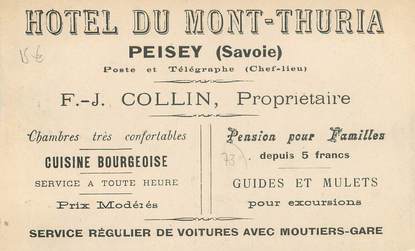 HOTEL DU MONT-THURIA
PEISEY (Savoie)
Poste et Télégraphe (Chef-lieu)
F.-J. COLLIN, Propriétaire
Chambres très confortables
CUISINE BOURGEOISE
SERVICE A TOUTE HEURE
Prix Modérés
Pension pour Familles
depuis 5 francs
GUIDES ET MULETS
pour excursions
SERVICE RÉGULIER DE VOITURES AVEC MOUTIERS-GARE
73